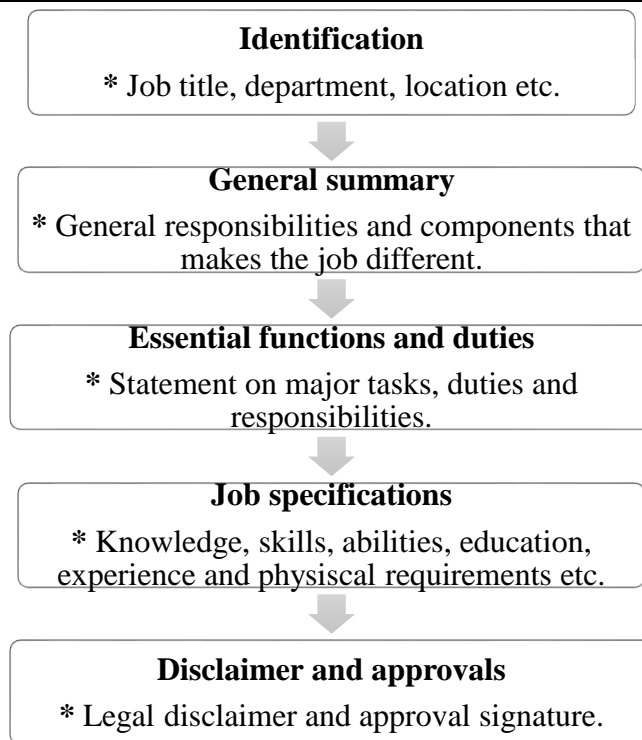 Identification
* Job title, department, location etc.
General summary
* General responsibilities and components that
makes the job different.
Essential functions and duties
* Statement on major tasks, duties and
responsibilities.
Job specifications
* Knowledge, skills, abilities, education,
experience and physiscal requirements etc.
Disclaimer and approvals
* Legal disclaimer and approval signature.